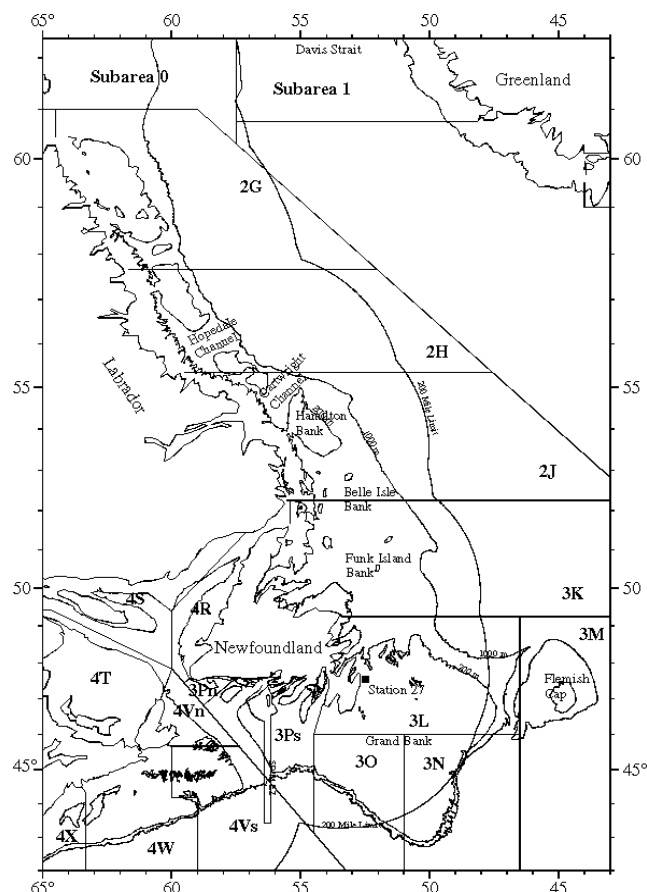 65° 60 55 50 45
Davis Strait
Subarea 0
Subarea 1
Greenland
60
60
2G
Hopedale
Channel
2H
Labrador
Cartwright
Channel
55
55
200 Mile Limit
Hamilton
Bank
1000 m
2J
Belle Isle
Bank
Funk Island
Bank
50
50
4S
4R
3K
Newfoundland
3M
1000 m
200 m
4T
3Pn
Station 27
Flemish
Cap
4Vn
3L
3Ps
Grand Bank
3O
3N
45°
45°
200 Mile Limit
4X
4W
4Vs
65° 60 55 50 45